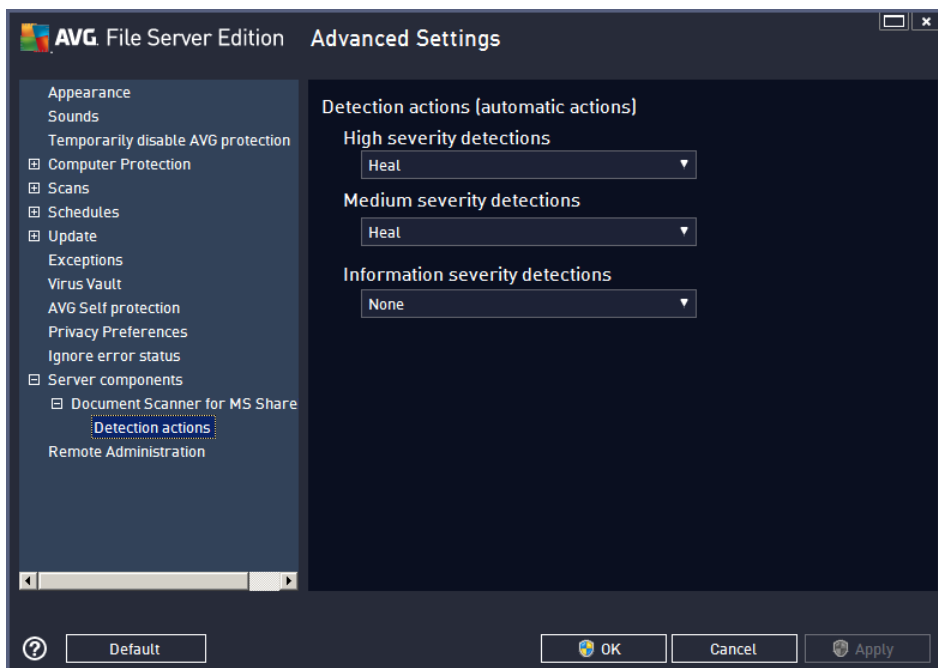 AVG. File Server Edition Advanced Settings
Appearance
Sounds
Temporarily disable AVG protection
Computer Protection
Scans
Schedules
Update
Exceptions
Virus Vault
AVG Self protection
Privacy Preferences
Ignore error status
Server components
Document Scanner for MS Share
Detection actions
Remote Administration
Detection actions (automatic actions)
High severity detections
Heal
Medium severity detections
Heal
Information severity detections
None
? Default OK Cancel Apply